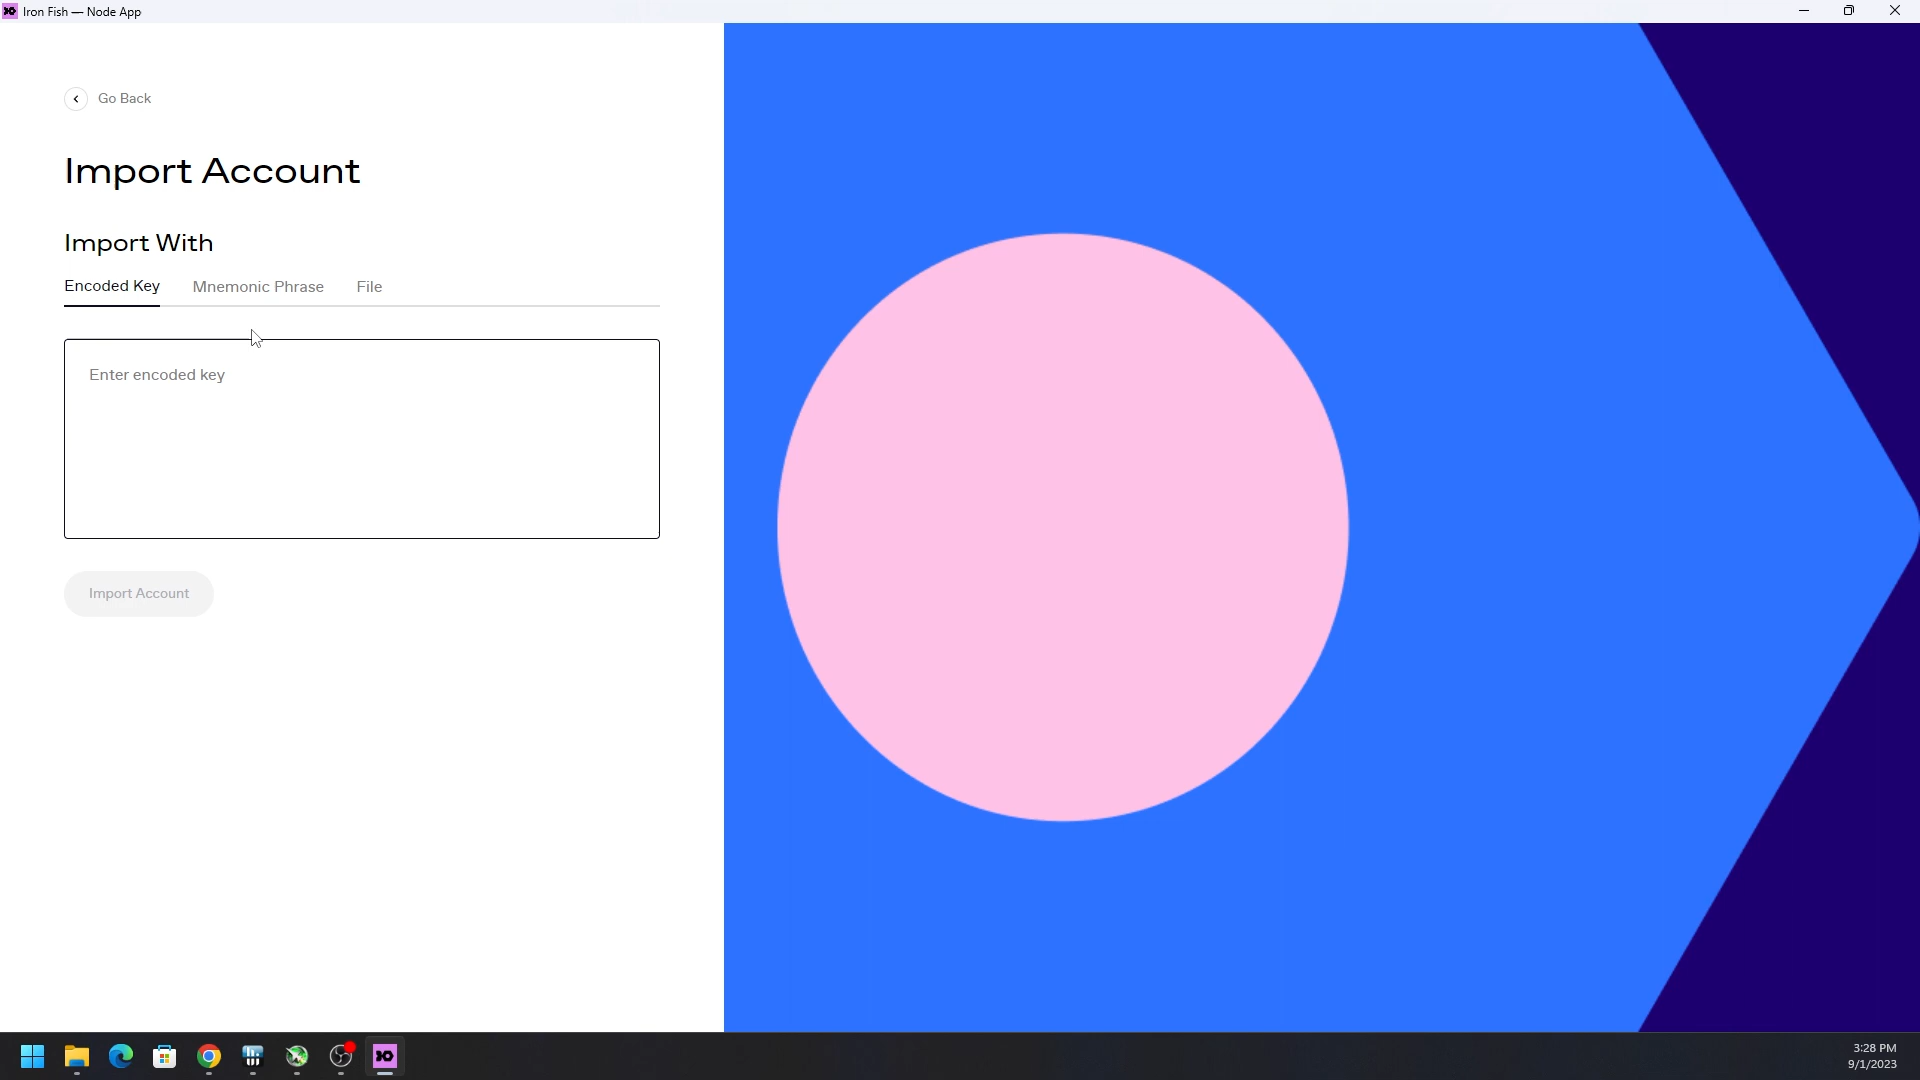 Iron Fish — Node App
Go Back
Import Account
Import With
Encoded Key Mnemonic Phrase File
Enter encoded key
Import Account
3:28 PM
9/1/2023